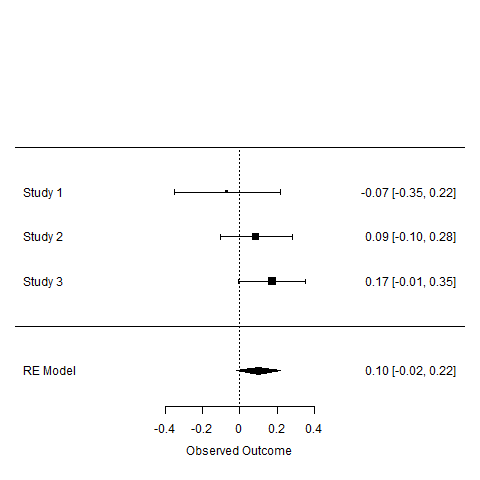 Study 1 -0.07 [-0.35, 0.22]
Study 2 0.09 [-0.10, 0.28]
Study 3 0.17 [-0.01, 0.35]
RE Model 0.10 [-0.02, 0.22]
-0.4 -0.2 0 0.2 0.4
Observed Outcome